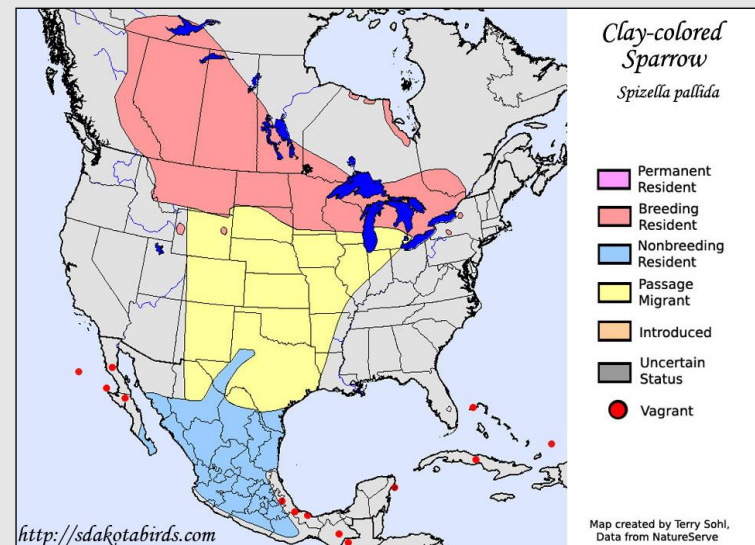 Clay-colored
Sparrow
Spizella pallida
Permanent
Resident
Breeding
Resident
Nonbreeding
Resident
Passage
Migrant
Introduced
Uncertain
Status
Vagrant
Map created by Terry Sohl,
Data from NatureServe
http://sdakotabirds.com